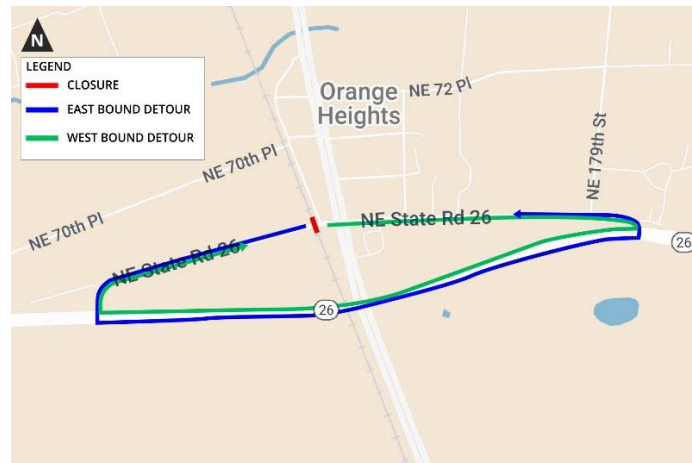 N
LEGEND
CLOSURE
EAST BOUND DETOUR
WEST BOUND DETOUR
Orange
Heights
NE 72 Pl
NE 70th Pl
NE 179th St
NE 70th Pl
NE State Rd 26
26
NE State Rd 26
26